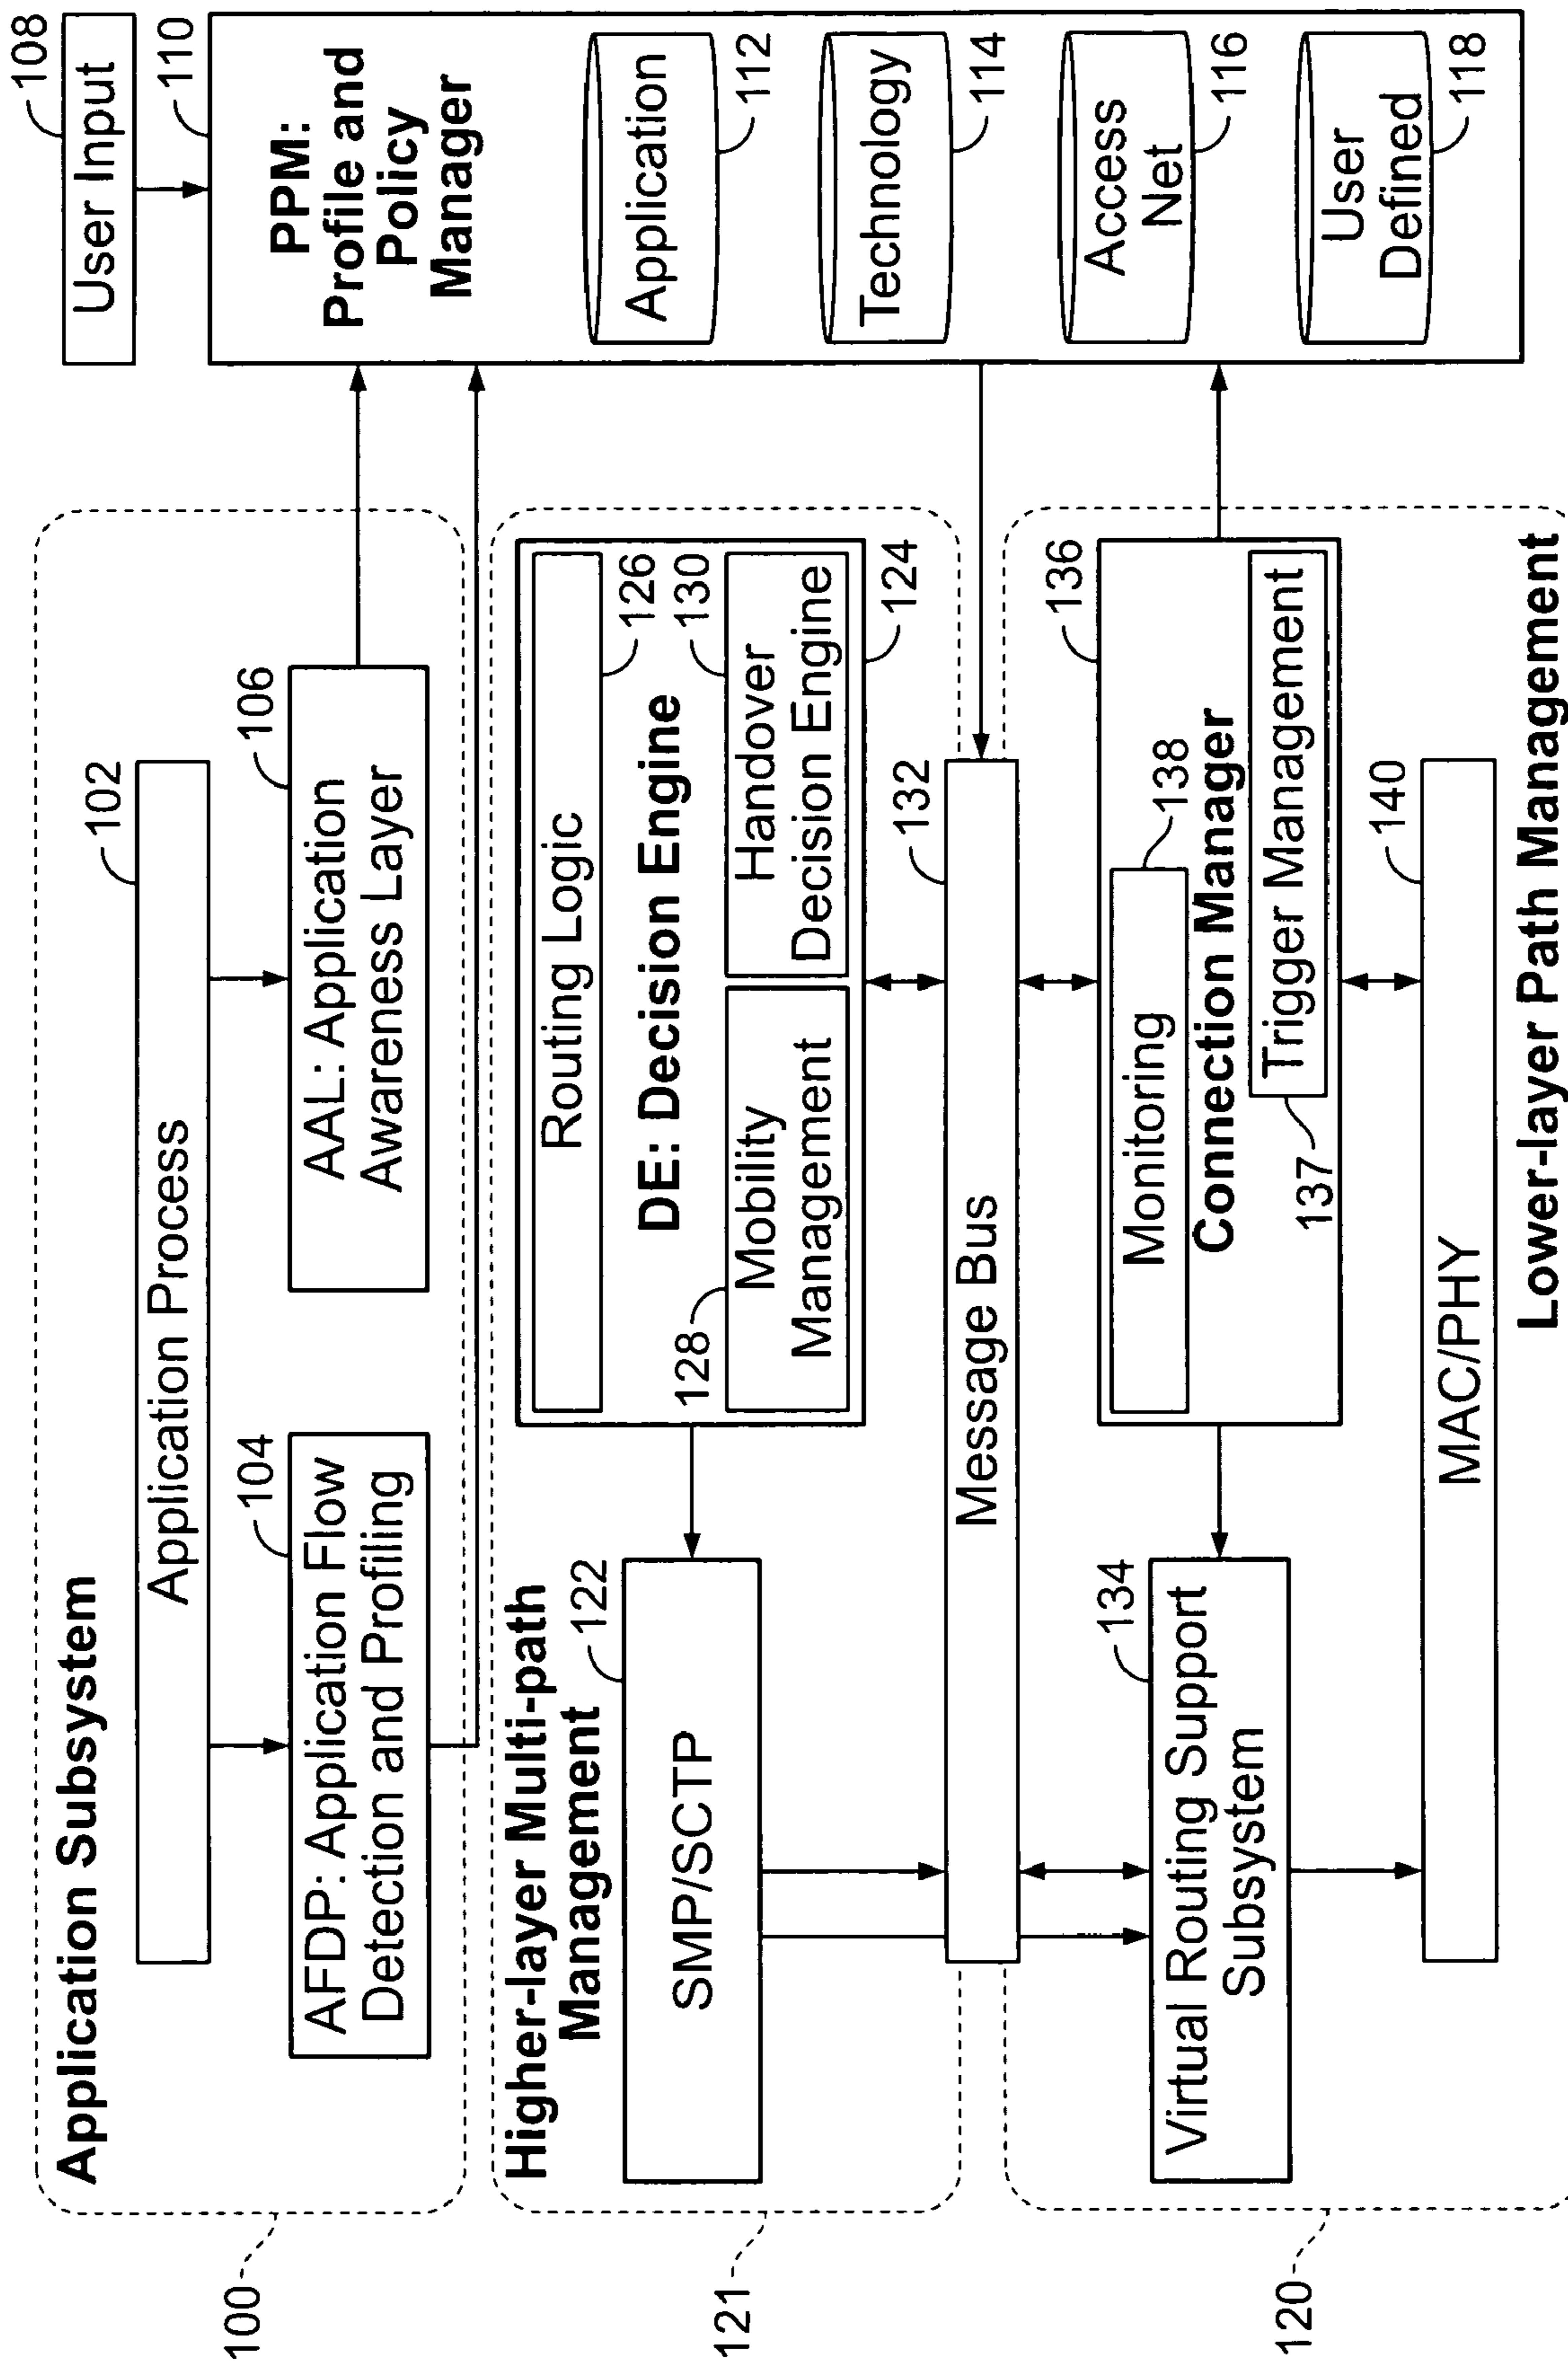 Application Subsystem
100
102
Application Process
104
AFDP: Application Flow
Detection and Profiling
106
AAL: Application
Awareness Layer
108
User Input
110
PPM:
Profile and
Policy
Manager
Application
112
Technology
114
Access
Net
116
User
Defined
118
Higher-layer Multi-path
Management
121
122
SMP/SCTP
Routing Logic
126
DE: Decision Engine
128
Mobility
Management
130
Handover
Decision Engine
124
132
Message Bus
120
134
Virtual Routing Support
Subsystem
136
Monitoring
138
Connection Manager
137
Trigger Management
140
MAC/PHY
Lower-layer Path Management